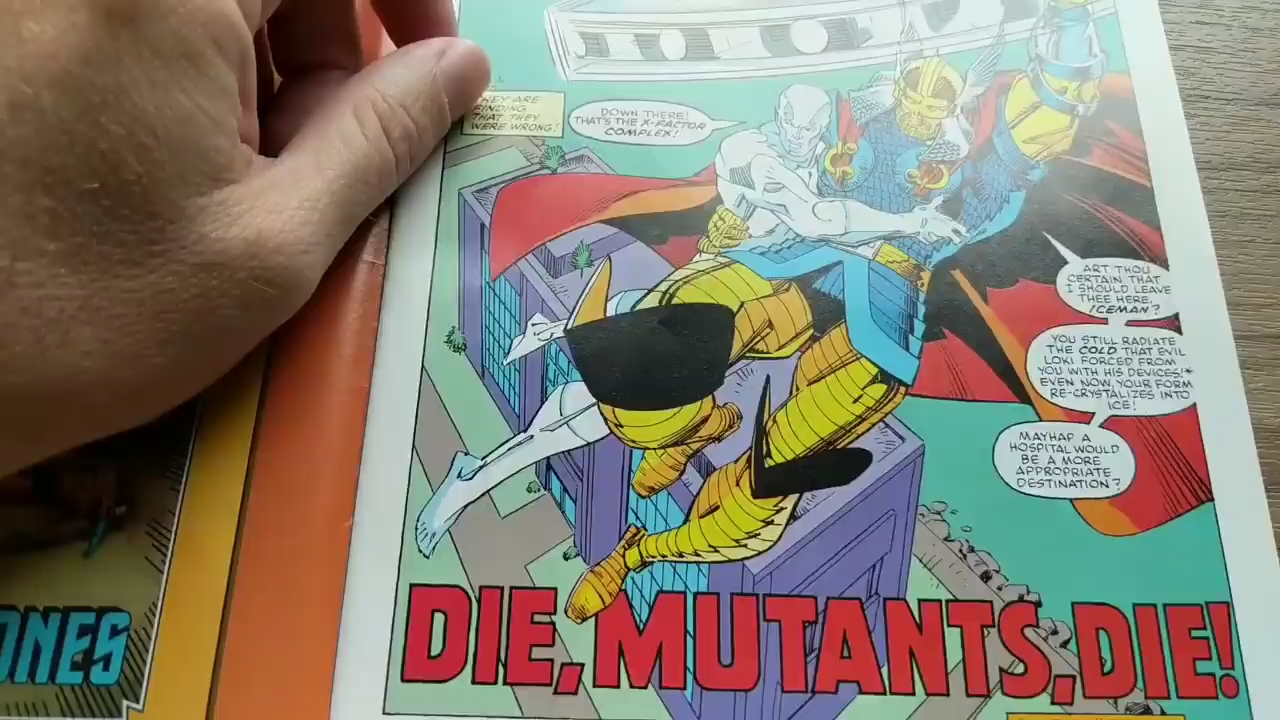 THEY ARE
FINDING
THAT THEY
WERE WRONG!
DOWN THERE!
THAT'S THE X-FACTOR
COMPLEX!
ART THOU
CERTAIN THAT
I SHOULD LEAVE
THEE HERE,
ICEMAN?
YOU STILL RADIATE
THE COLD THAT EVIL
LOKI FORCED FROM
YOU WITH HIS DEVICES!*
EVEN NOW, YOUR FORM
RE-CRYSTALIZES INTO
ICE!
MAYHAP A
HOSPITAL WOULD
BE A MORE
APPROPRIATE
DESTINATION?
DIE, MUTANTS, DIE!
ONES